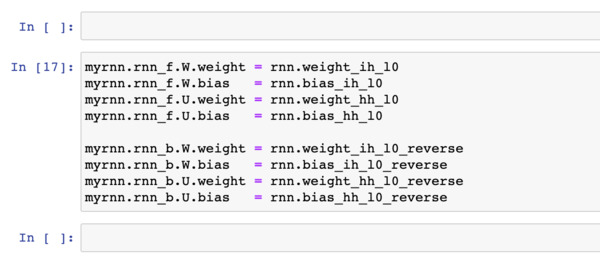 In [ ]:
In [17]:
myrnn.rnn_f.W.weight = rnn.weight_ih_l0
myrnn.rnn_f.W.bias   = rnn.bias_ih_l0
myrnn.rnn_f.U.weight = rnn.weight_hh_l0
myrnn.rnn_f.U.bias   = rnn.bias_hh_l0
myrnn.rnn_b.W.weight = rnn.weight_ih_l0_reverse
myrnn.rnn_b.W.bias   = rnn.bias_ih_l0_reverse
myrnn.rnn_b.U.weight = rnn.weight_hh_l0_reverse
myrnn.rnn_b.U.bias   = rnn.bias_hh_l0_reverse
In [ ]: